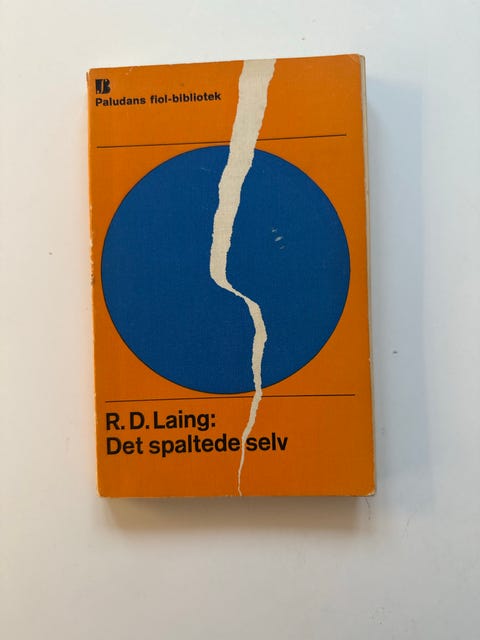 Paludans fiol-bibliotek
R. D. Laing:
Det spaltede selv